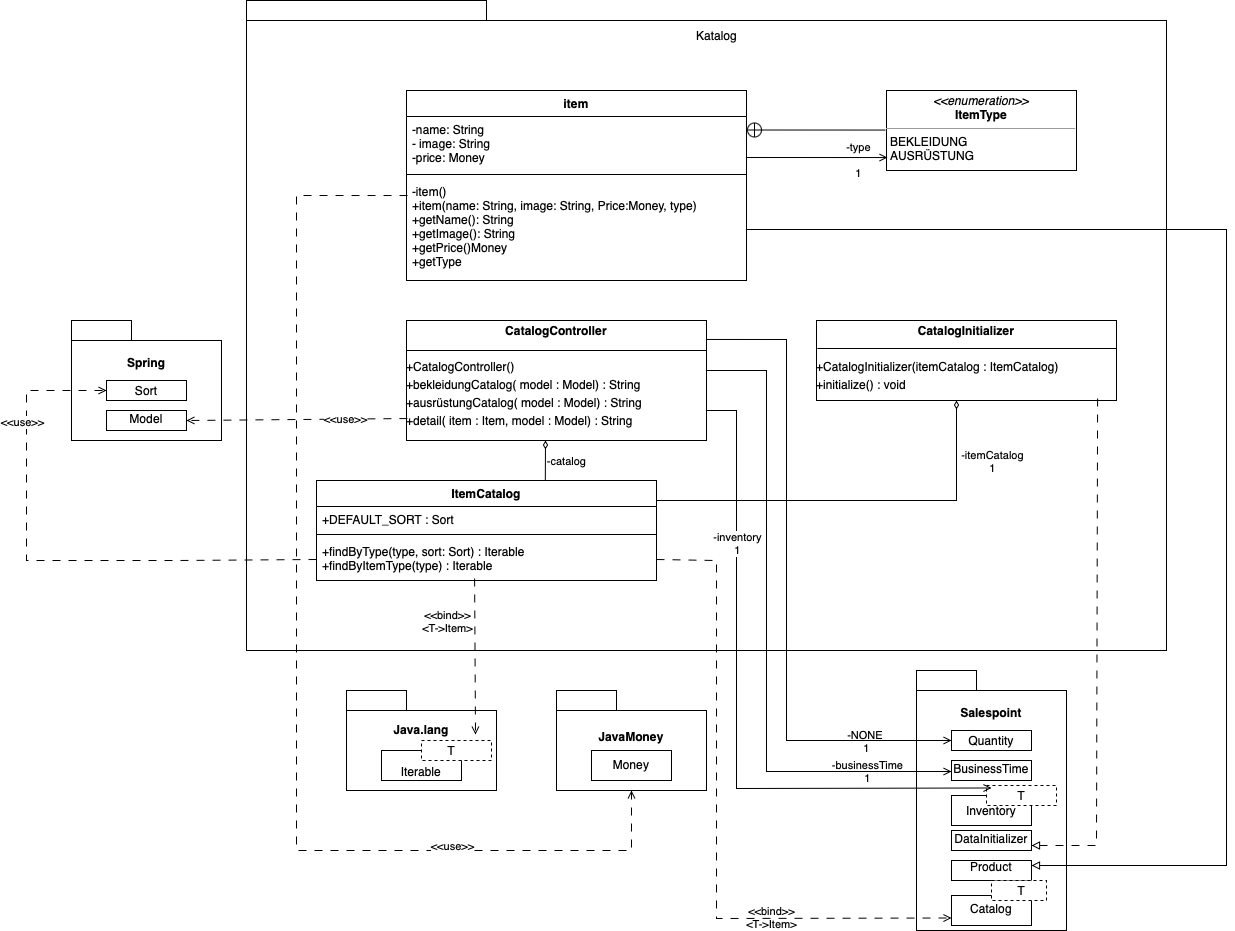 Katalog
item
-name: String
- image: String
-price: Money
-item()
+item(name: String, image: String, Price:Money, type)
+getName(): String
+getImage(): String
+getPrice()Money
+getType
<<enumeration>>
ItemType
BEKLEIDUNG
AUSRÜSTUNG
-type
1
Spring
Sort
Model
<<use>>
<<use>>
CatalogController
+CatalogController()
+bekleidungCatalog( model : Model) : String
+ausrüstungCatalog( model : Model) : String
+detail( item : Item, model : Model) : String
CatalogInitializer
+CatalogInitializer(itemCatalog : ItemCatalog)
+initialize() : void
-catalog
-itemCatalog
1
ItemCatalog
+DEFAULT_SORT : Sort
+findByType(type, sort: Sort) : Iterable
+findByItemType(type) : Iterable
-inventory
1
<<bind>>
<T->Item>
Java.lang
T
Iterable
JavaMoney
Money
<<use>>
Salespoint
Quantity
BusinessTime
T
Inventory
DataInitializer
Product
T
Catalog
-NONE
1
-businessTime
1
<<bind>>
<T->Item>